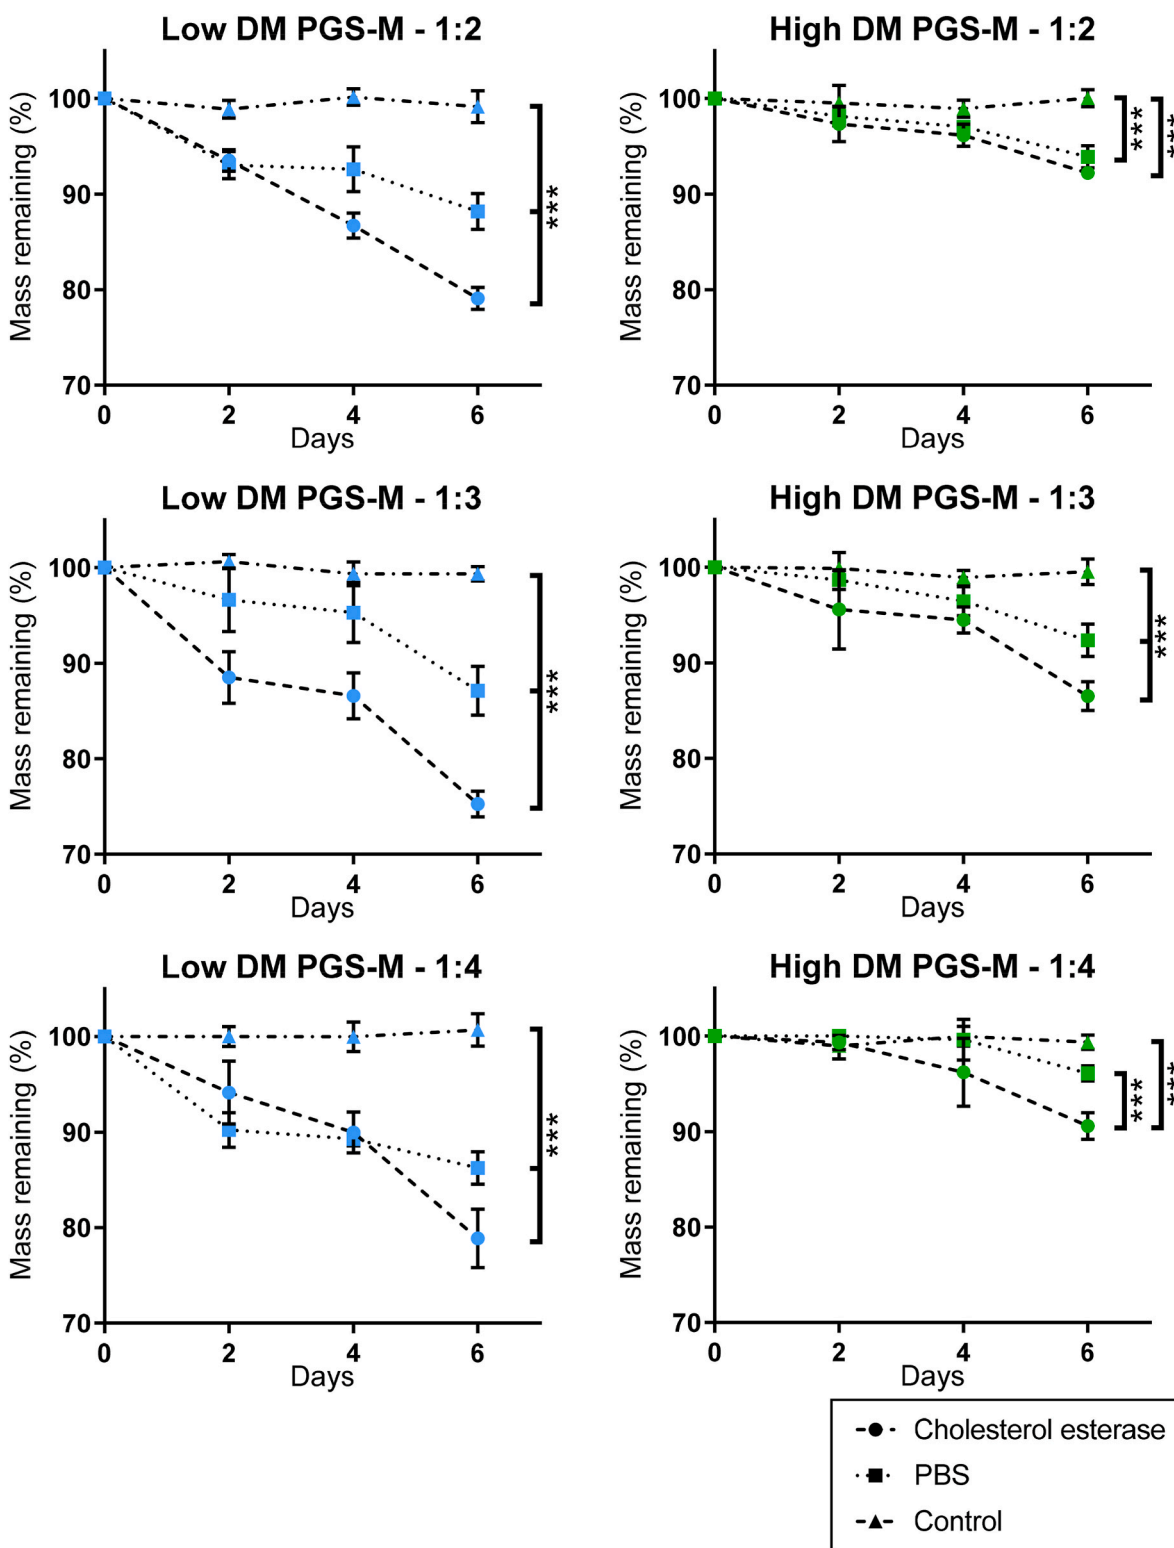 Low DM PGS-M - 1:2
Mass remaining (%)
100
90
80
70
0 2 4 6
Days
***
High DM PGS-M - 1:2
Mass remaining (%)
100
90
80
70
0 2 4 6
Days
***
***
Low DM PGS-M - 1:3
Mass remaining (%)
100
90
80
70
0 2 4 6
Days
***
High DM PGS-M - 1:3
Mass remaining (%)
100
90
80
70
0 2 4 6
Days
***
Low DM PGS-M - 1:4
Mass remaining (%)
100
90
80
70
0 2 4 6
Days
***
High DM PGS-M - 1:4
Mass remaining (%)
100
90
80
70
0 2 4 6
Days
***
***
Cholesterol esterase
PBS
Control